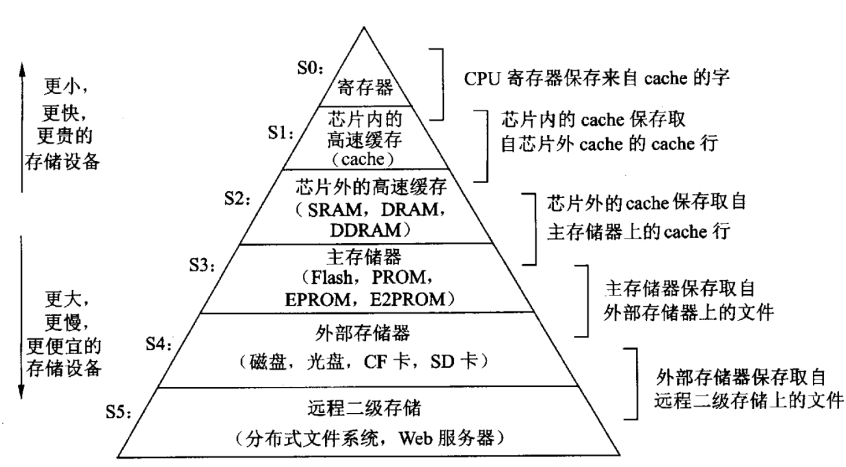 S0:
寄存器
CPU 寄存器保存来自 cache 的字
更小，
更快，
更贵的
存储设备
S1:
芯片内的
高速缓存
（cache）
芯片内的 cache 保存取
自芯片外 cache 的 cache 行
S2:
芯片外的高速缓存
（SRAM，DRAM，
DDRAM）
芯片外的cache保存取自
主存储器上的cache 行
S3:
主存储器
(Flash，PROM，
EPROM，E2PROM）
主存储器保存取自
外部存储器上的文件
更大，
更慢，
更便宜的
存储设备
S4:
外部存储器
（磁盘，光盘，CF 卡，SD 卡）
外部存储器保存取自
远程二级存储上的文件
S5:
远程二级存储
（分布式文件系统，Web 服务器）